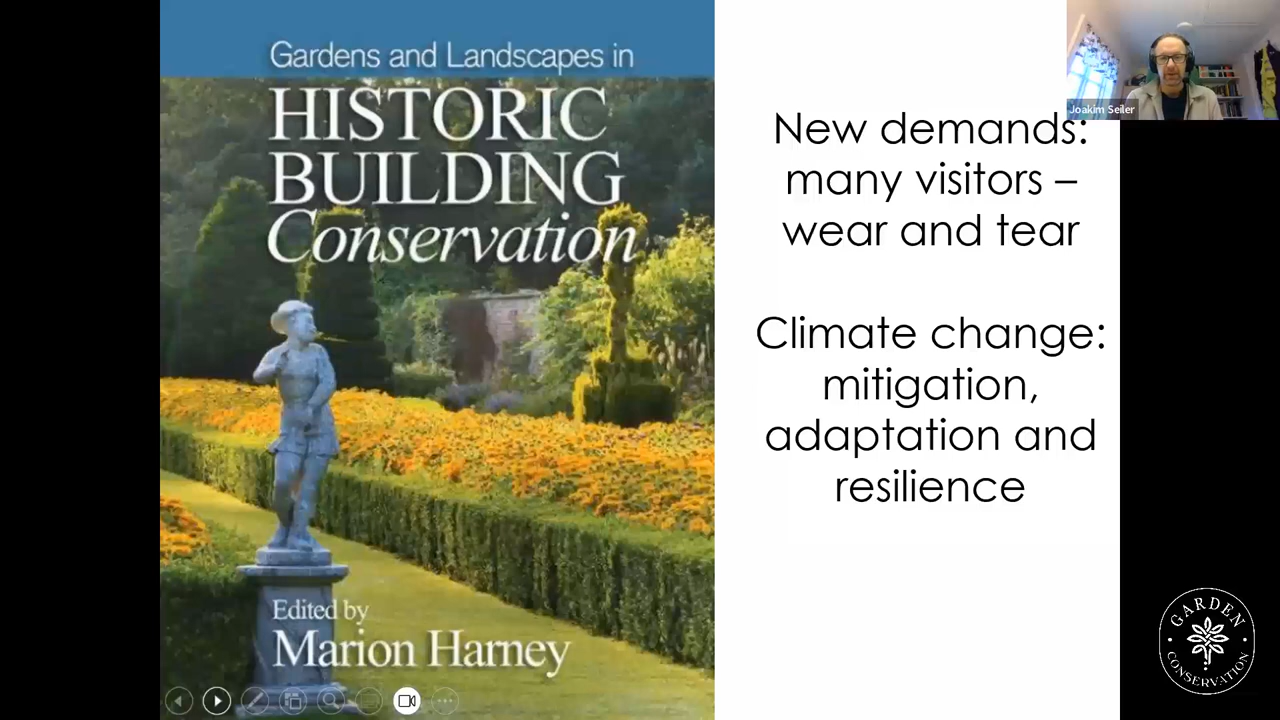 Gardens and Landscapes in
HISTORIC
BUILDING
Conservation
Edited by
Marion Harney
New demands:
many visitors –
wear and tear
Climate change:
mitigation,
adaptation and
resilience
Joakim Seiler
GARDEN
CONSERVATION